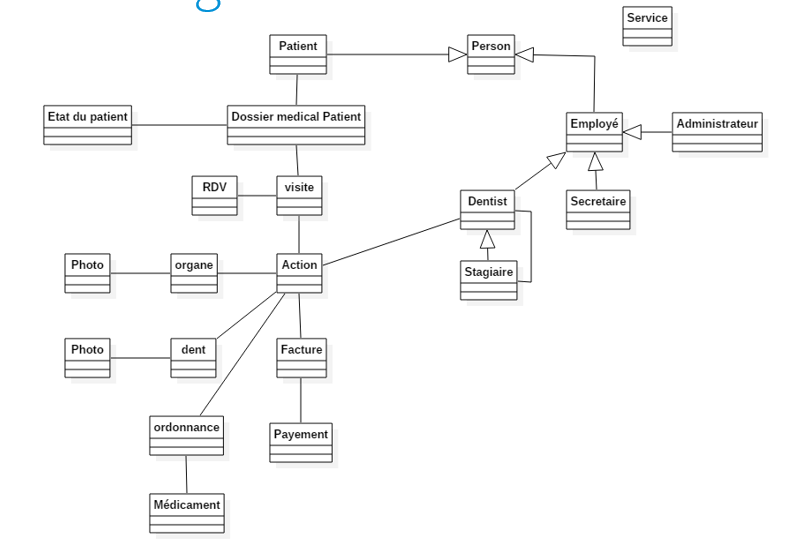 Service
Patient
Person
Etat du patient
Dossier medical Patient
Employé
Administrateur
RDV
visite
Dentist
Secretaire
Photo
organe
Action
Stagiaire
Photo
dent
Facture
ordonnance
Payement
Médicament